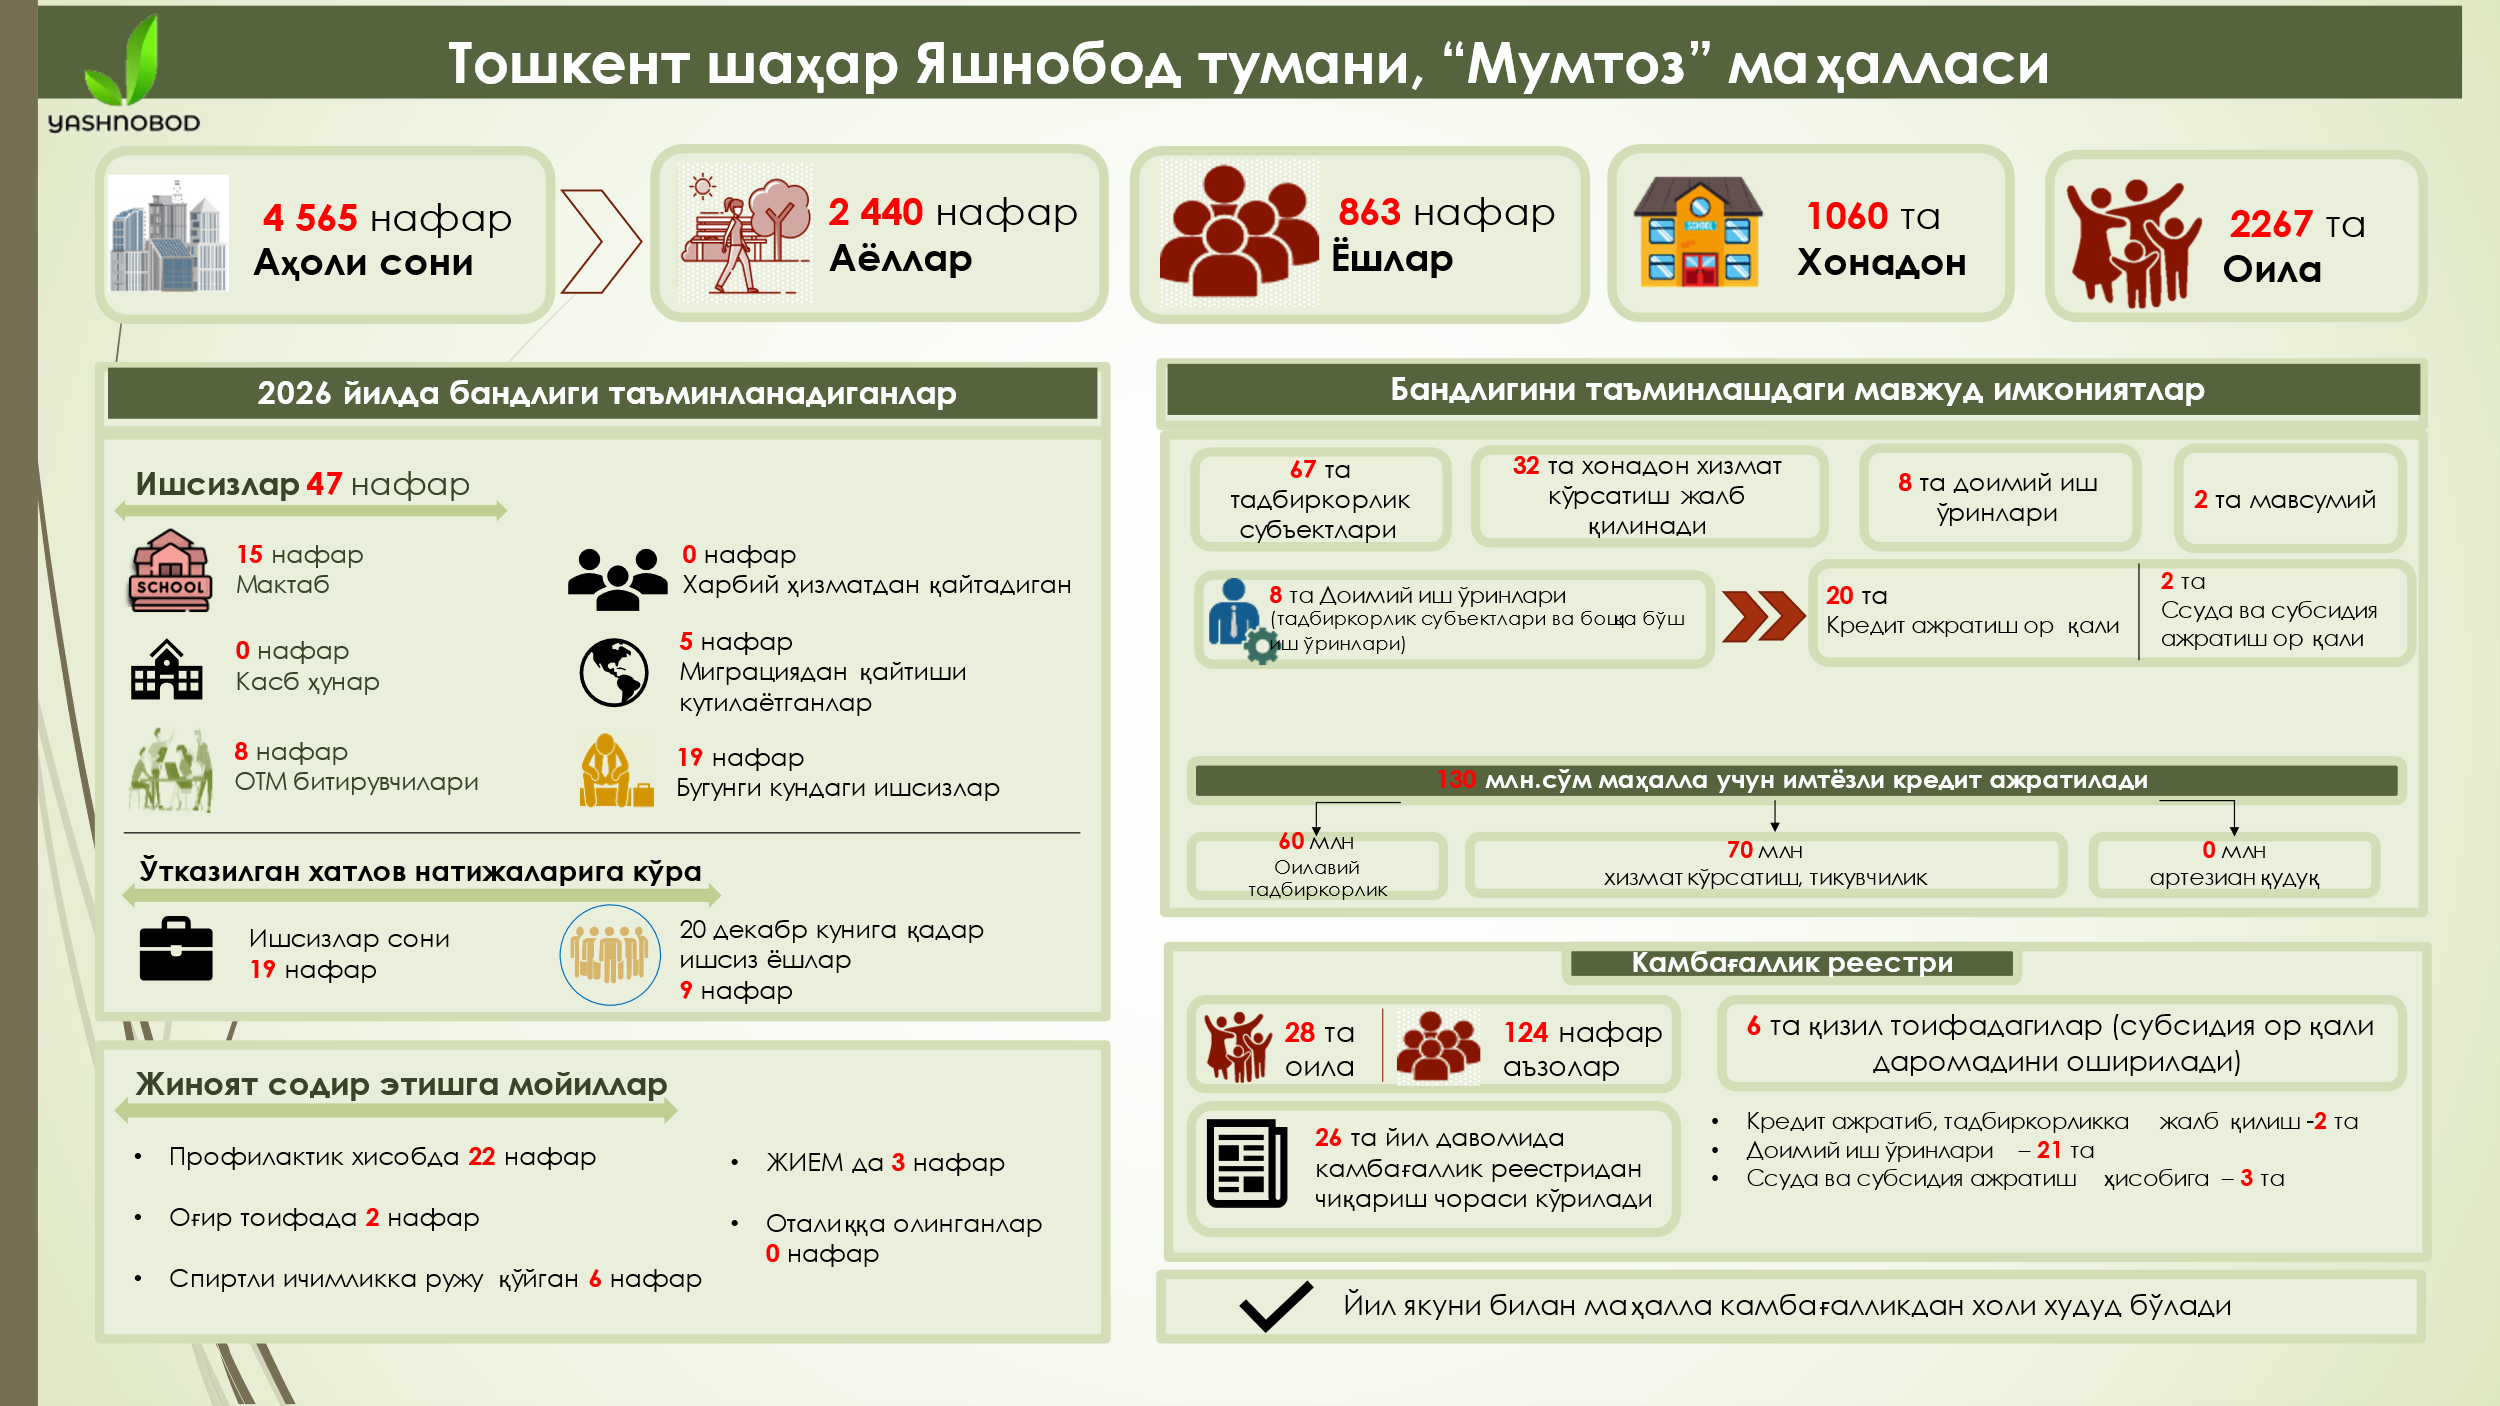 Тошкент шаҳар Яшнобод тумани, “Мумтоз” маҳалласи
YASHNOBOD
4 565 нафар
Аҳоли сони
2 440 нафар
Аёллар
863 нафар
Ёшлар
SCHOOL
1060 та
Хонадон
2267 та
Оила
2026 йилда бандлиги таъминланадиганлар
Ишсизлар 47 нафар
SCHOOL
15 нафар
Мактаб
0 нафар
Касб ҳунар
8 нафар
ОТМ битирувчилари
0 нафар
Харбий ҳизматдан қайтадиган
5 нафар
Миграциядан қайтиши
кутилаётганлар
19 нафар
Бугунги кундаги ишсизлар
Ўтказилган хатлов натижаларига кўра
Ишсизлар сони
19 нафар
20 декабр кунига қадар
ишсиз ёшлар
9 нафар
Жиноят содир этишга мойиллар
• Профилактик хисобда 22 нафар
• Оғир тоифада 2 нафар
• Спиртли ичимликка ружу қўйган 6 нафар
• ЖИЕМ да 3 нафар
• Оталиққа олинганлар
0 нафар
Бандлигини таъминлашдаги мавжуд имкониятлар
67 та
тадбиркорлик
субъектлари
32 та хонадон хизмат
кўрсатиш жалб
қилинади
8 та доимий иш
ўринлари
2 та мавсумий
8 та Доимий иш ўринлари
(тадбиркорлик субъектлари ва бошқа бўш
иш ўринлари)
20 та
Кредит ажратиш орқали
2 та
Ссуда ва субсидия
ажратиш орқали
130 млн.сўм маҳалла учун имтёзли кредит ажратилади
60 млн
Оилавий
тадбиркорлик
70 млн
хизмат кўрсатиш, тикувчилик
0 млн
артезиан қудуқ
Камбағаллик реестри
28 та
оила
124 нафар
аъзолар
6 та қизил тоифадагилар (субсидия орқали
даромадини оширилади)
26 та йил давомида
камбағаллик реестридан
чиқариш чораси кўрилади
• Кредит ажратиб, тадбиркорликка жалб қилиш -2 та
• Доимий иш ўринлари – 21 та
• Ссуда ва субсидия ажратиш ҳисобига – 3 та
Йил якуни билан маҳалла камбағалликдан холи худуд бўлади